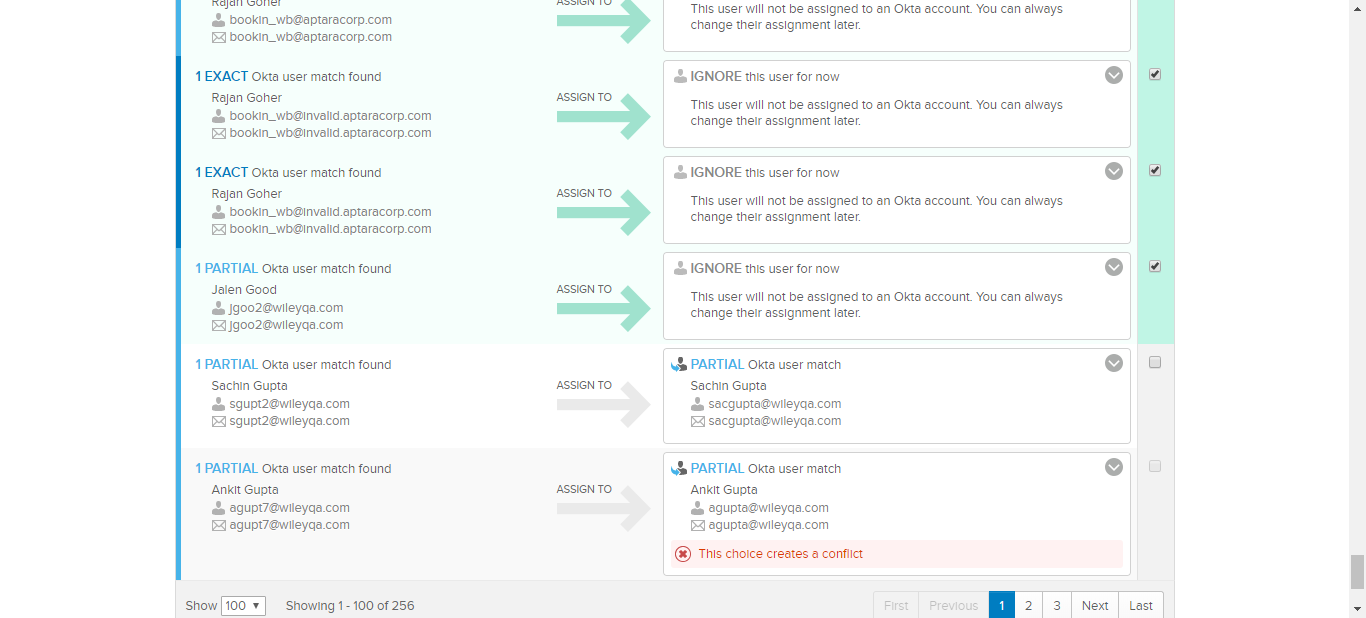 Rajan Goher
bookin_wb@aptaracorp.com
bookin_wb@aptaracorp.com
ASSIGN TO
This user will not be assigned to an Okta account. You can always
change their assignment later.
1 EXACT Okta user match found
Rajan Goher
bookin_wb@invalid.aptaracorp.com
bookin_wb@invalid.aptaracorp.com
ASSIGN TO
IGNORE this user for now
This user will not be assigned to an Okta account. You can always
change their assignment later.
1 EXACT Okta user match found
Rajan Goher
bookin_wb@invalid.aptaracorp.com
bookin_wb@invalid.aptaracorp.com
ASSIGN TO
IGNORE this user for now
This user will not be assigned to an Okta account. You can always
change their assignment later.
1 PARTIAL Okta user match found
Jalen Good
jgoo2@wileyqa.com
jgoo2@wileyqa.com
ASSIGN TO
IGNORE this user for now
This user will not be assigned to an Okta account. You can always
change their assignment later.
1 PARTIAL Okta user match found
Sachin Gupta
sgupt2@wileyqa.com
sgupt2@wileyqa.com
ASSIGN TO
PARTIAL Okta user match
Sachin Gupta
sacgupta@wileyqa.com
sacgupta@wileyqa.com
1 PARTIAL Okta user match found
Ankit Gupta
agupt7@wileyqa.com
agupt7@wileyqa.com
ASSIGN TO
PARTIAL Okta user match
Ankit Gupta
agupta@wileyqa.com
agupta@wileyqa.com
This choice creates a conflict
Show 100 Showing 1 - 100 of 256
First Previous 1 2 3 Next Last